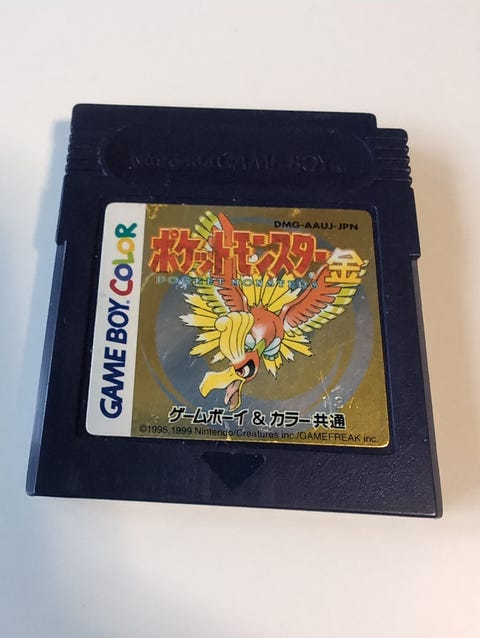 Nintendo GAME BOY
DMG-AAUJ-JPN
ポケットモンスター金
POCKET MONSTERS
GAME BOY COLOR
ゲームボーイ & カラー共通
©1995,1999 Nintendo/Creatures inc./GAMEFREAK inc.